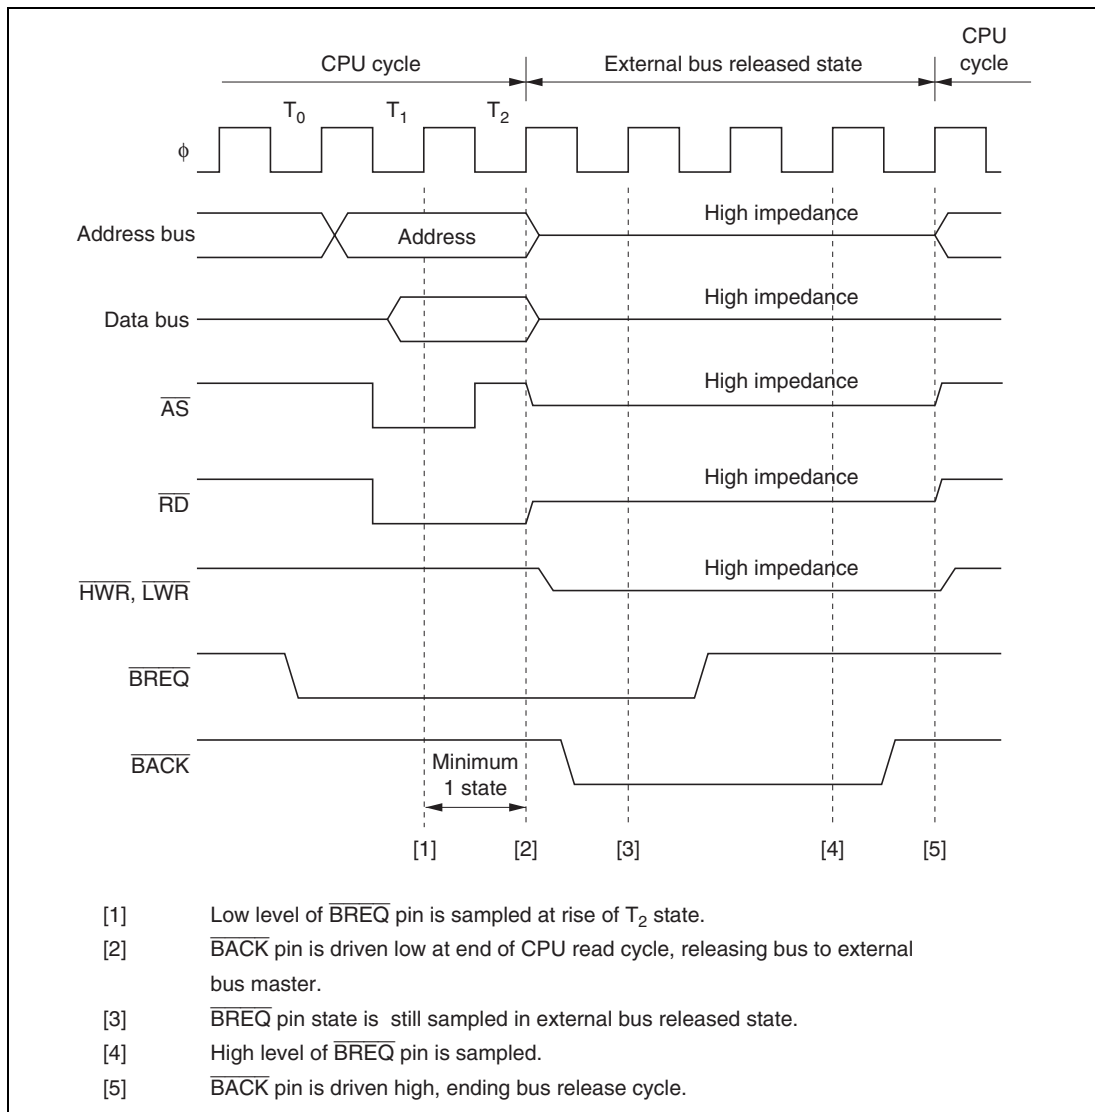 CPU cycle External bus released state CPU cycle
T0 T1 T2
ϕ
Address bus Address High impedance
Data bus High impedance
AS High impedance
RD High impedance
HWR, LWR High impedance
BREQ
BACK
Minimum
1 state
[1] [2] [3] [4] [5]
[1] Low level of BREQ pin is sampled at rise of T2 state.
[2] BACK pin is driven low at end of CPU read cycle, releasing bus to external
bus master.
[3] BREQ pin state is still sampled in external bus released state.
[4] High level of BREQ pin is sampled.
[5] BACK pin is driven high, ending bus release cycle.